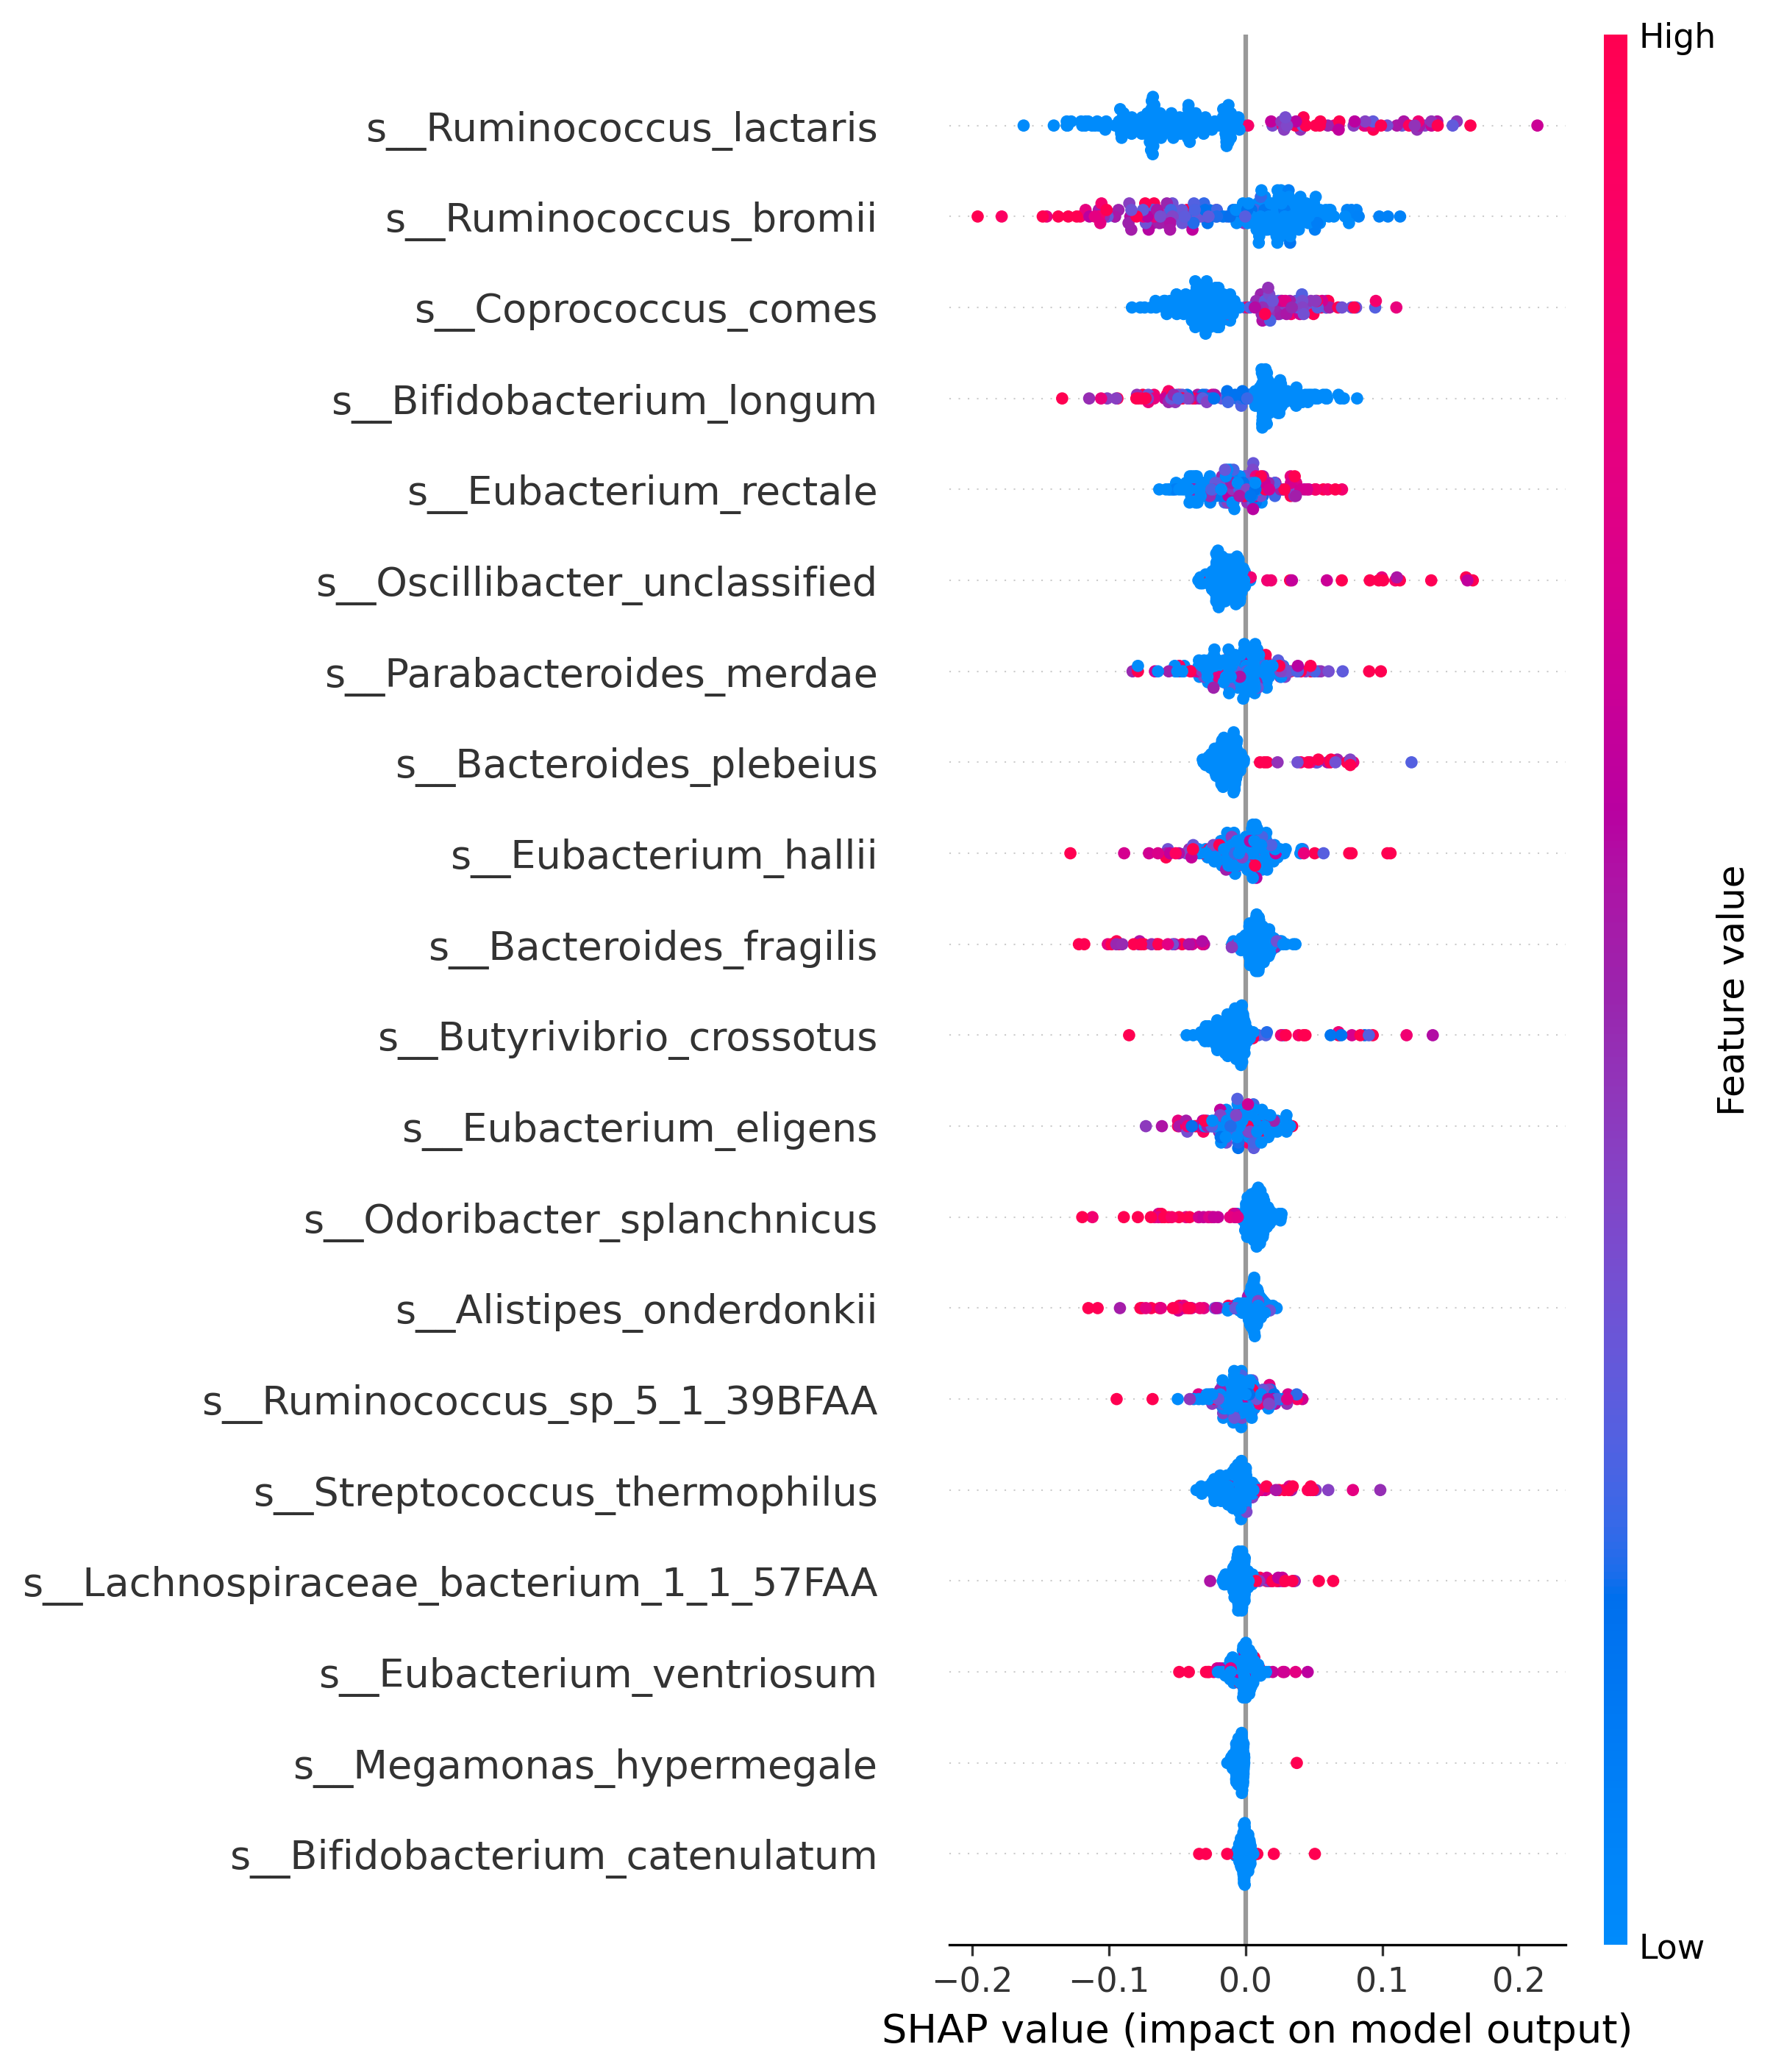 High
s__Ruminococcus_lactaris
s__Ruminococcus_bromii
s__Coprococcus_comes
s__Bifidobacterium_longum
s__Eubacterium_rectale
s__Oscillibacter_unclassified
s__Parabacteroides_merdae
s__Bacteroides_plebeius
s__Eubacterium_hallii
s__Bacteroides_fragilis
s__Butyrivibrio_crossotus
s__Eubacterium_eligens
s__Odoribacter_splanchnicus
s__Alistipes_onderdonkii
s__Ruminococcus_sp_5_1_39BFAA
s__Streptococcus_thermophilus
s__Lachnospiraceae_bacterium_1_1_57FAA
s__Eubacterium_ventriosum
s__Megamonas_hypermegale
s__Bifidobacterium_catenulatum
Feature value
Low
−0.2 −0.1 0.0 0.1 0.2
SHAP value (impact on model output)